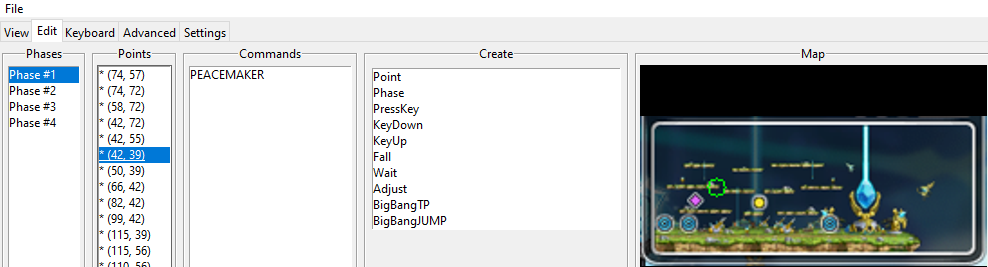 File
View Edit Keyboard Advanced Settings
Phases
Phase #1
Phase #2
Phase #3
Phase #4
Points
* (74, 57)
* (74, 72)
* (58, 72)
* (42, 72)
* (42, 55)
* (42, 39)
* (50, 39)
* (66, 42)
* (82, 42)
* (99, 42)
* (115, 39)
* (115, 56)
* (110, 56)
Commands
PEACEMAKER
Create
Point
Phase
PressKey
KeyDown
KeyUp
Fall
Wait
Adjust
BigBangTP
BigBangJUMP
Map